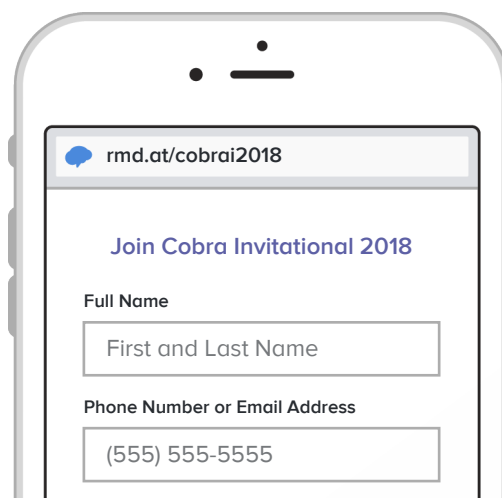 rmd.at/cobrai2018
Join Cobra Invitational 2018
Full Name
First and Last Name
Phone Number or Email Address
(555) 555-5555